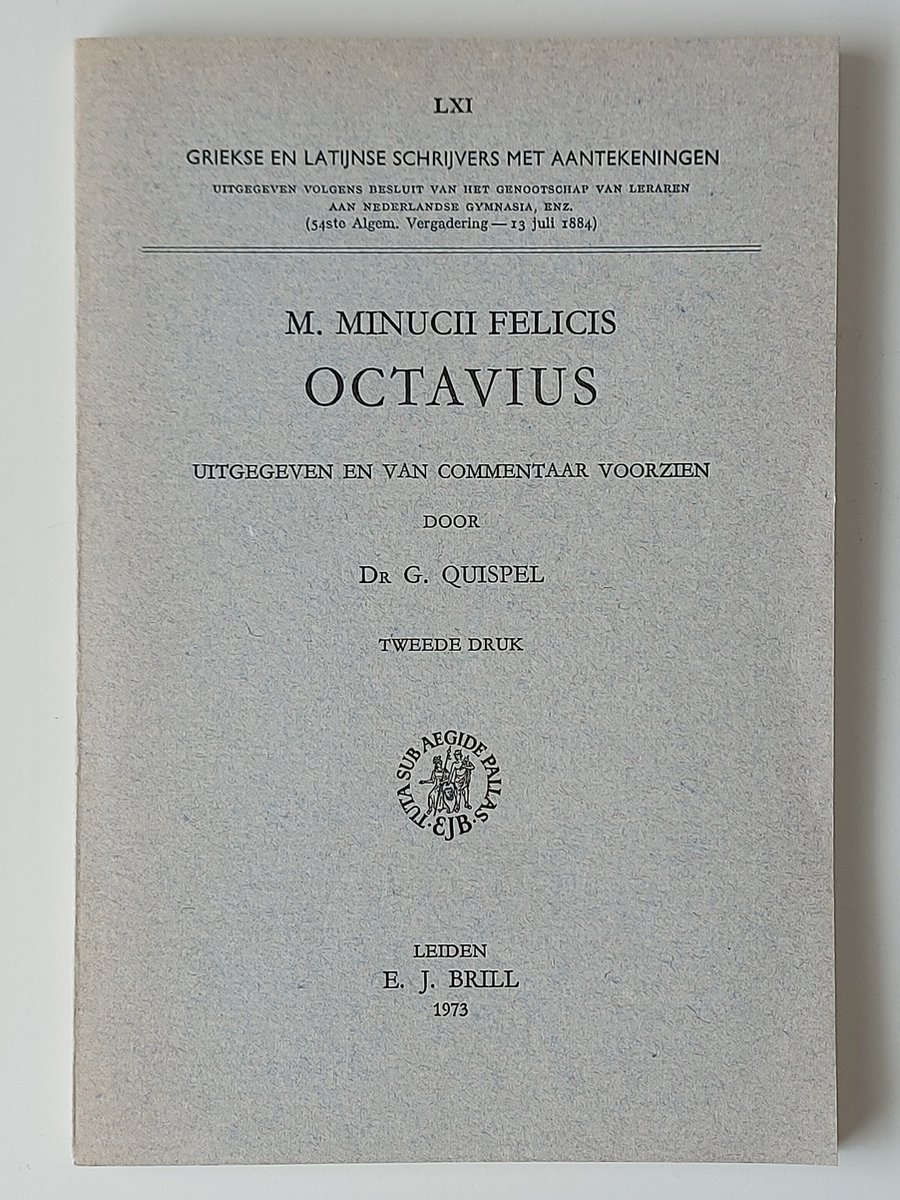 LXI
GRIEKSE EN LATIJNSE SCHRIJVERS MET AANTEKENINGEN
UITGEGEVEN VOLGENS BESLUIT VAN HET GENOOTSCHAP VAN LERAREN
AAN NEDERLANDSE GYMNASIA, ENZ.
(54ste Algem. Vergadering — 13 juli 1884)
M. MINUCII FELICIS
OCTAVIUS
UITGEGEVEN EN VAN COMMENTAAR VOORZIEN
DOOR
DR G. QUISPEL
TWEEDE DRUK
TUTA SUB AEGIDE PALLAS
· EJB ·
LEIDEN
E. J. BRILL
1973